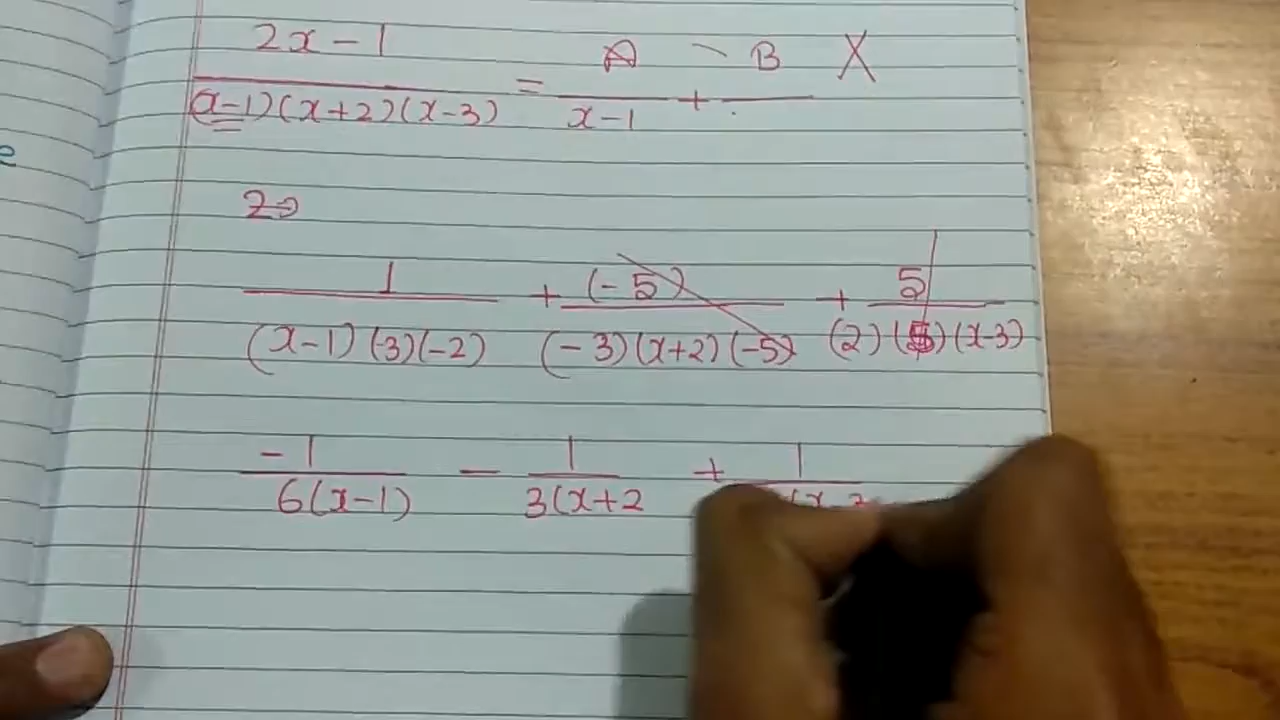 2x - 1 / (x-1)(x+2)(x-3) = A / x-1 + B / X
e
2⇒
1 / (x-1)(-3)(-2) + (-5) / (-3)(x+2)(-5) + 5 / (2)(5)(x-3)
-1 / 6(x-1) - 1 / 3(x+2 + 1 / (x-3